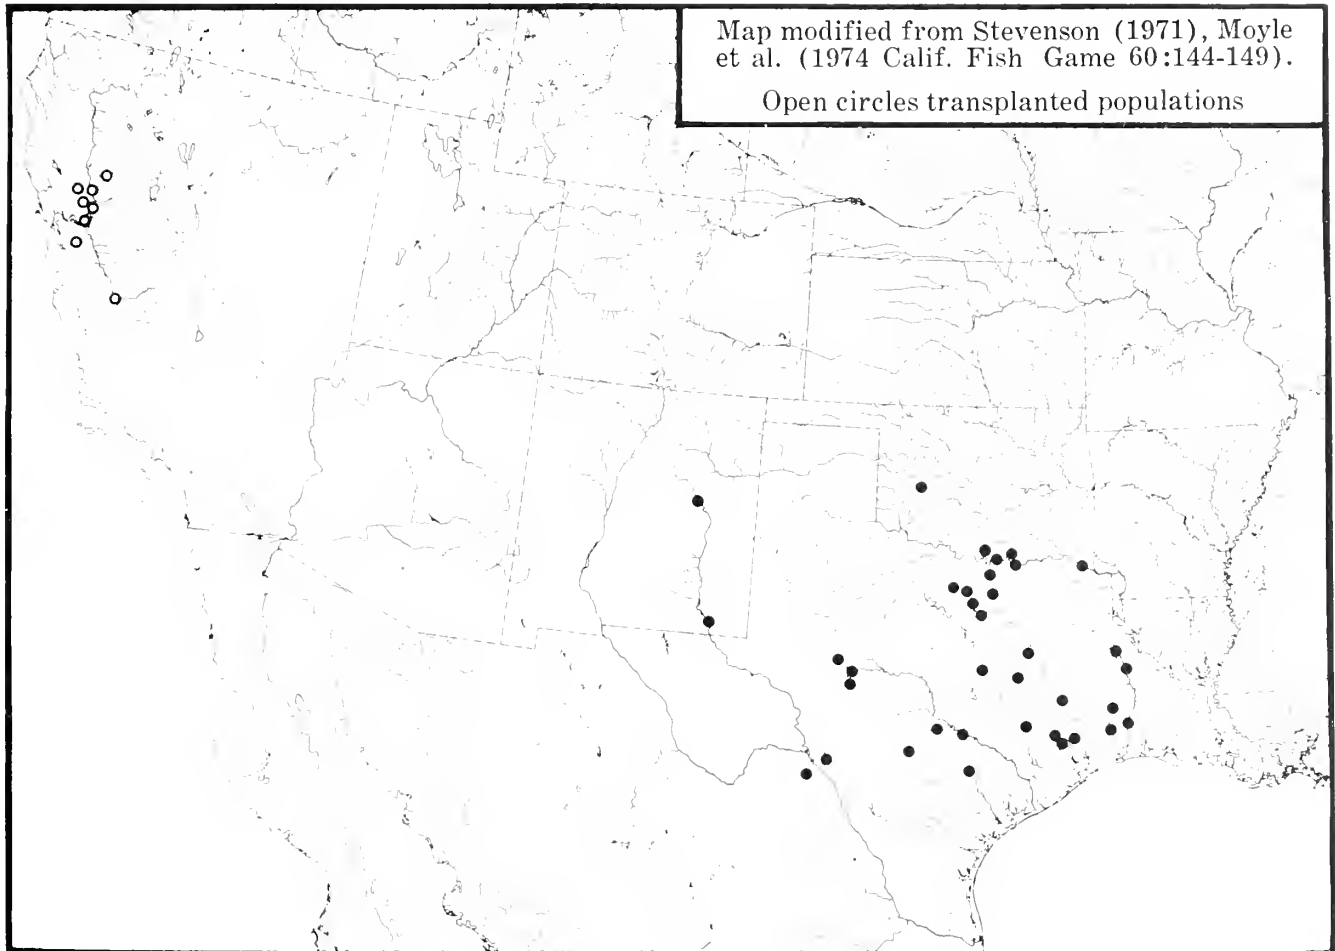 Map modified from Stevenson (1971), Moyle
et al. (1974 Calif. Fish Game 60:144-149).
Open circles transplanted populations